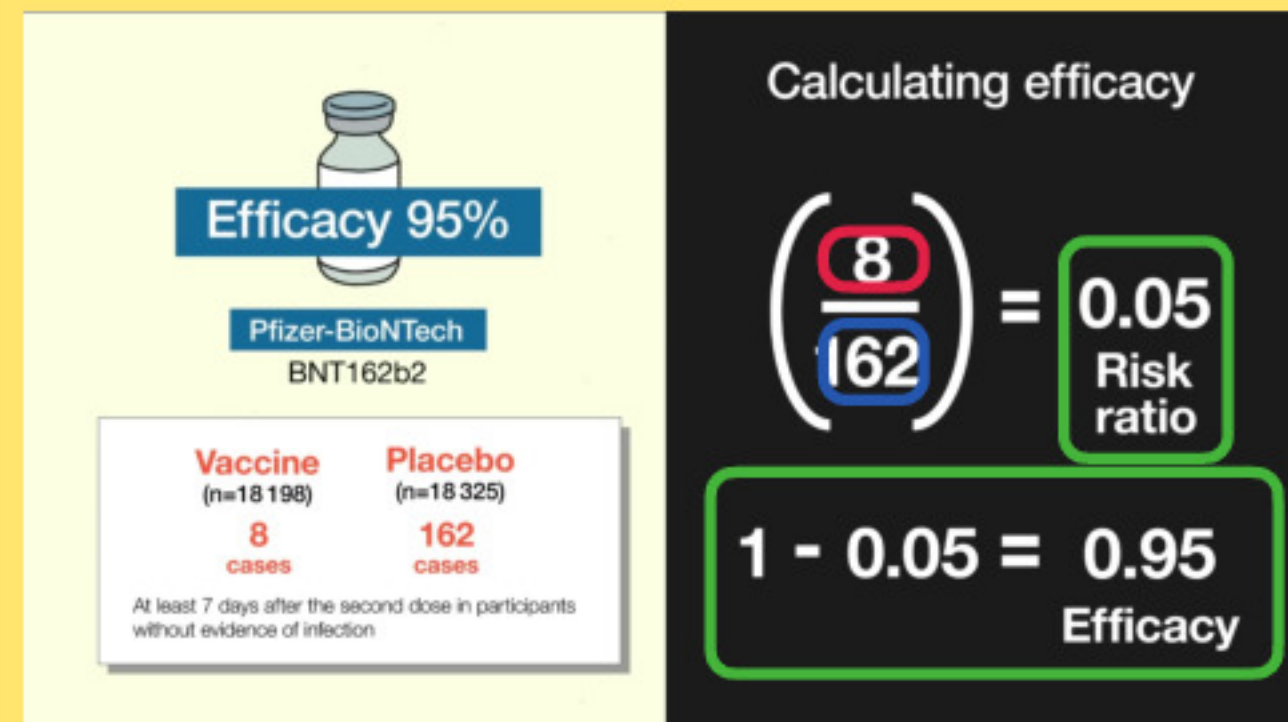 Efficacy 95%
Pfizer-BioNTech
BNT162b2
Vaccine
(n=18 198)
8
cases
Placebo
(n=18 325)
162
cases
At least 7 days after the second dose in participants
without evidence of infection
Calculating efficacy
(8
162) = 0.05
Risk
ratio
1 - 0.05 = 0.95
Efficacy